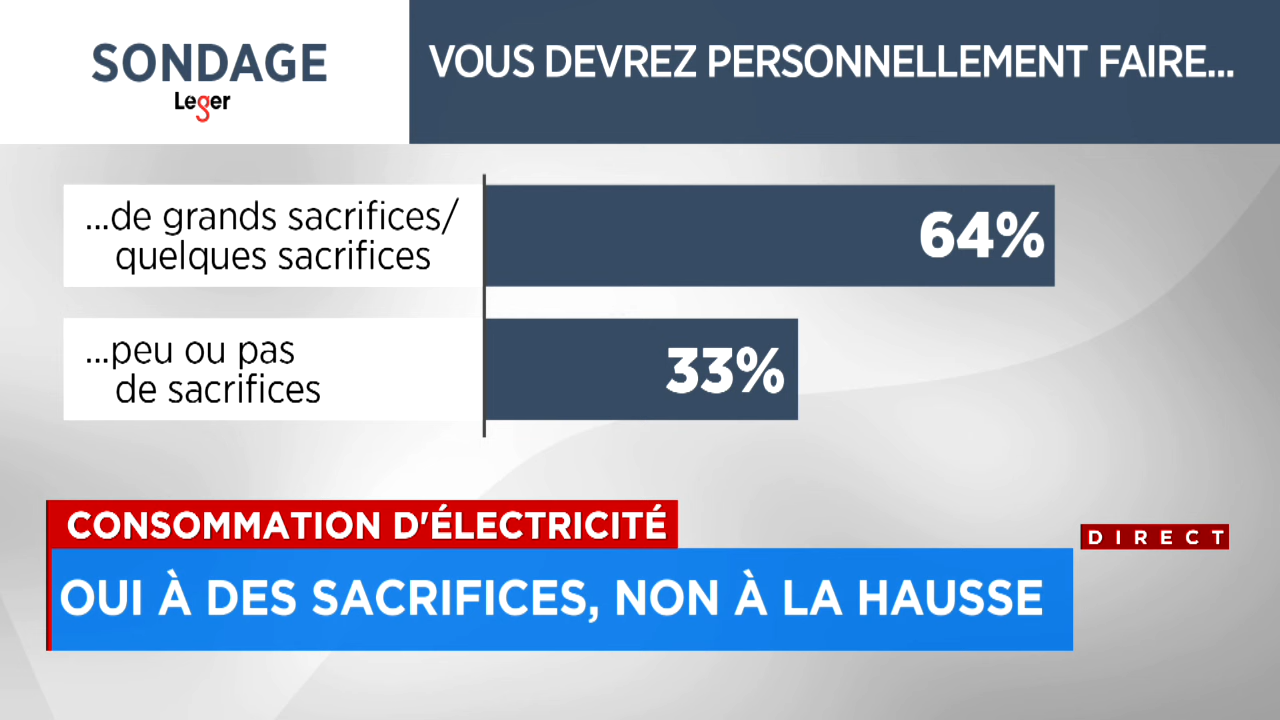 SONDAGE
Leger
VOUS DEVREZ PERSONNELLEMENT FAIRE...
...de grands sacrifices/
quelques sacrifices
64%
...peu ou pas
de sacrifices
33%
CONSOMMATION D'ÉLECTRICITÉ
DIRECT
OUI À DES SACRIFICES, NON À LA HAUSSE